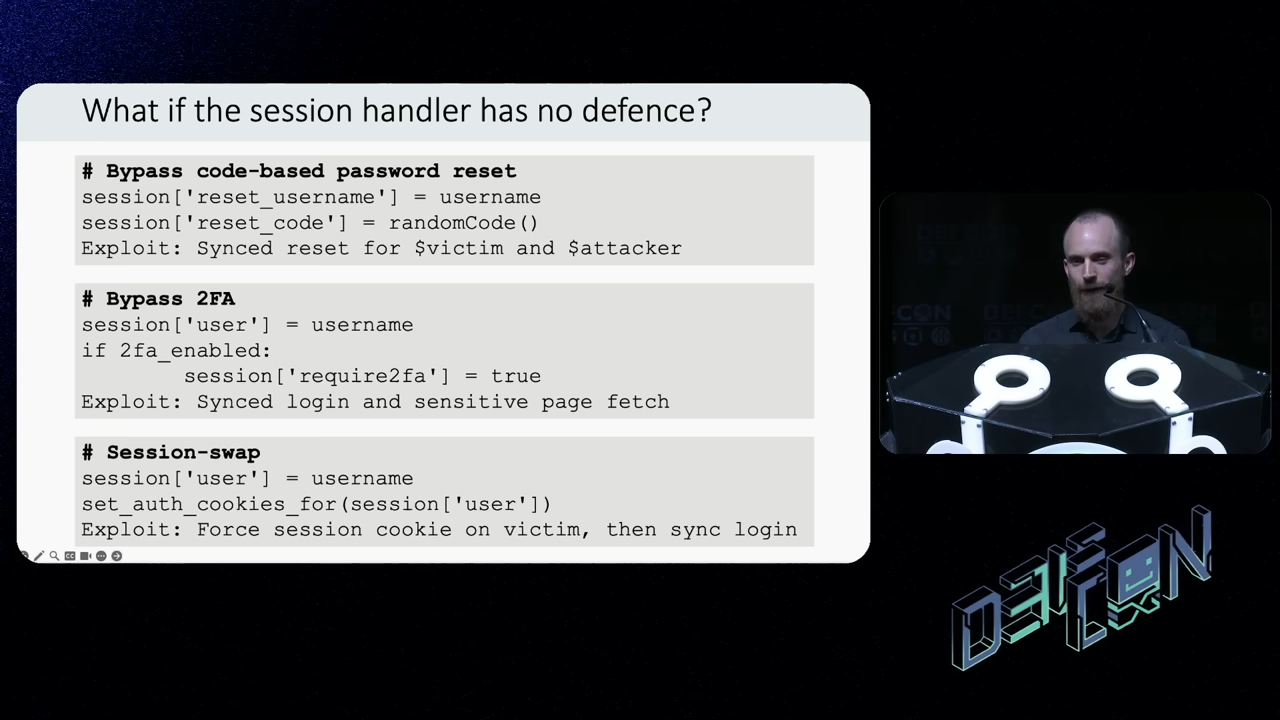 What if the session handler has no defence?
# Bypass code-based password reset
session['reset_username'] = username
session['reset_code'] = randomCode()
Exploit: Synced reset for $victim and $attacker
# Bypass 2FA
session['user'] = username
if 2fa_enabled:
session['require2fa'] = true
Exploit: Synced login and sensitive page fetch
# Session-swap
session['user'] = username
set_auth_cookies_for(session['user'])
Exploit: Force session cookie on victim, then sync login
DEF CON